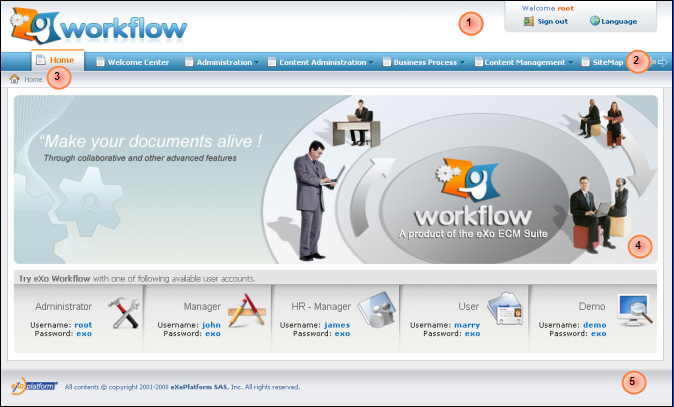 workflow
1
Welcome root
Sign out Language
Home Welcome Center Administration Content Administration Business Process Content Management SiteMap 2
Home 3
"Make your documents alive !
Through collaborative and other advanced features
workflow
A product of the eXo ECM Suite
4
Try eXo Workflow with one of following available user accounts.
Administrator Manager HR - Manager User Demo
Username: root Username: john Username: james Username: marry Username: demo
Password: exo Password: exo Password: exo Password: exo Password: exo
5
eXo platform All contents © copyright 2001-2008 eXoPlatform SAS, Inc. All rights reserved.